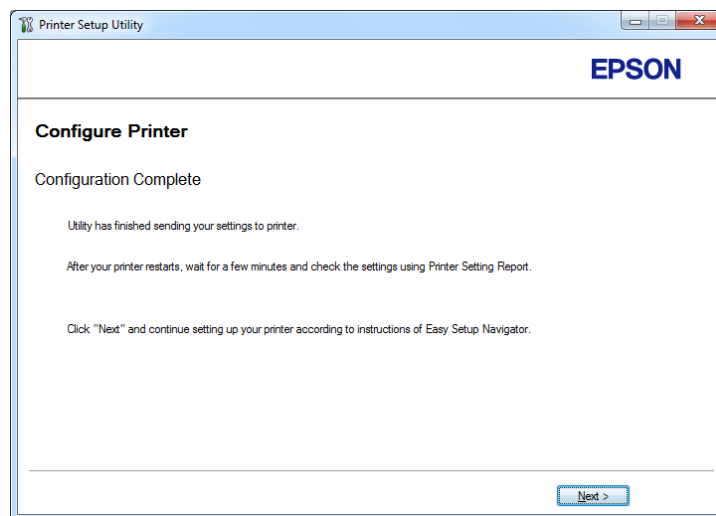 Printer Setup Utility
EPSON
Configure Printer
Configuration Complete
Utility has finished sending your settings to printer.
After your printer restarts, wait for a few minutes and check the settings using Printer Setting Report.
Click "Next" and continue setting up your printer according to instructions of Easy Setup Navigator.
Next >